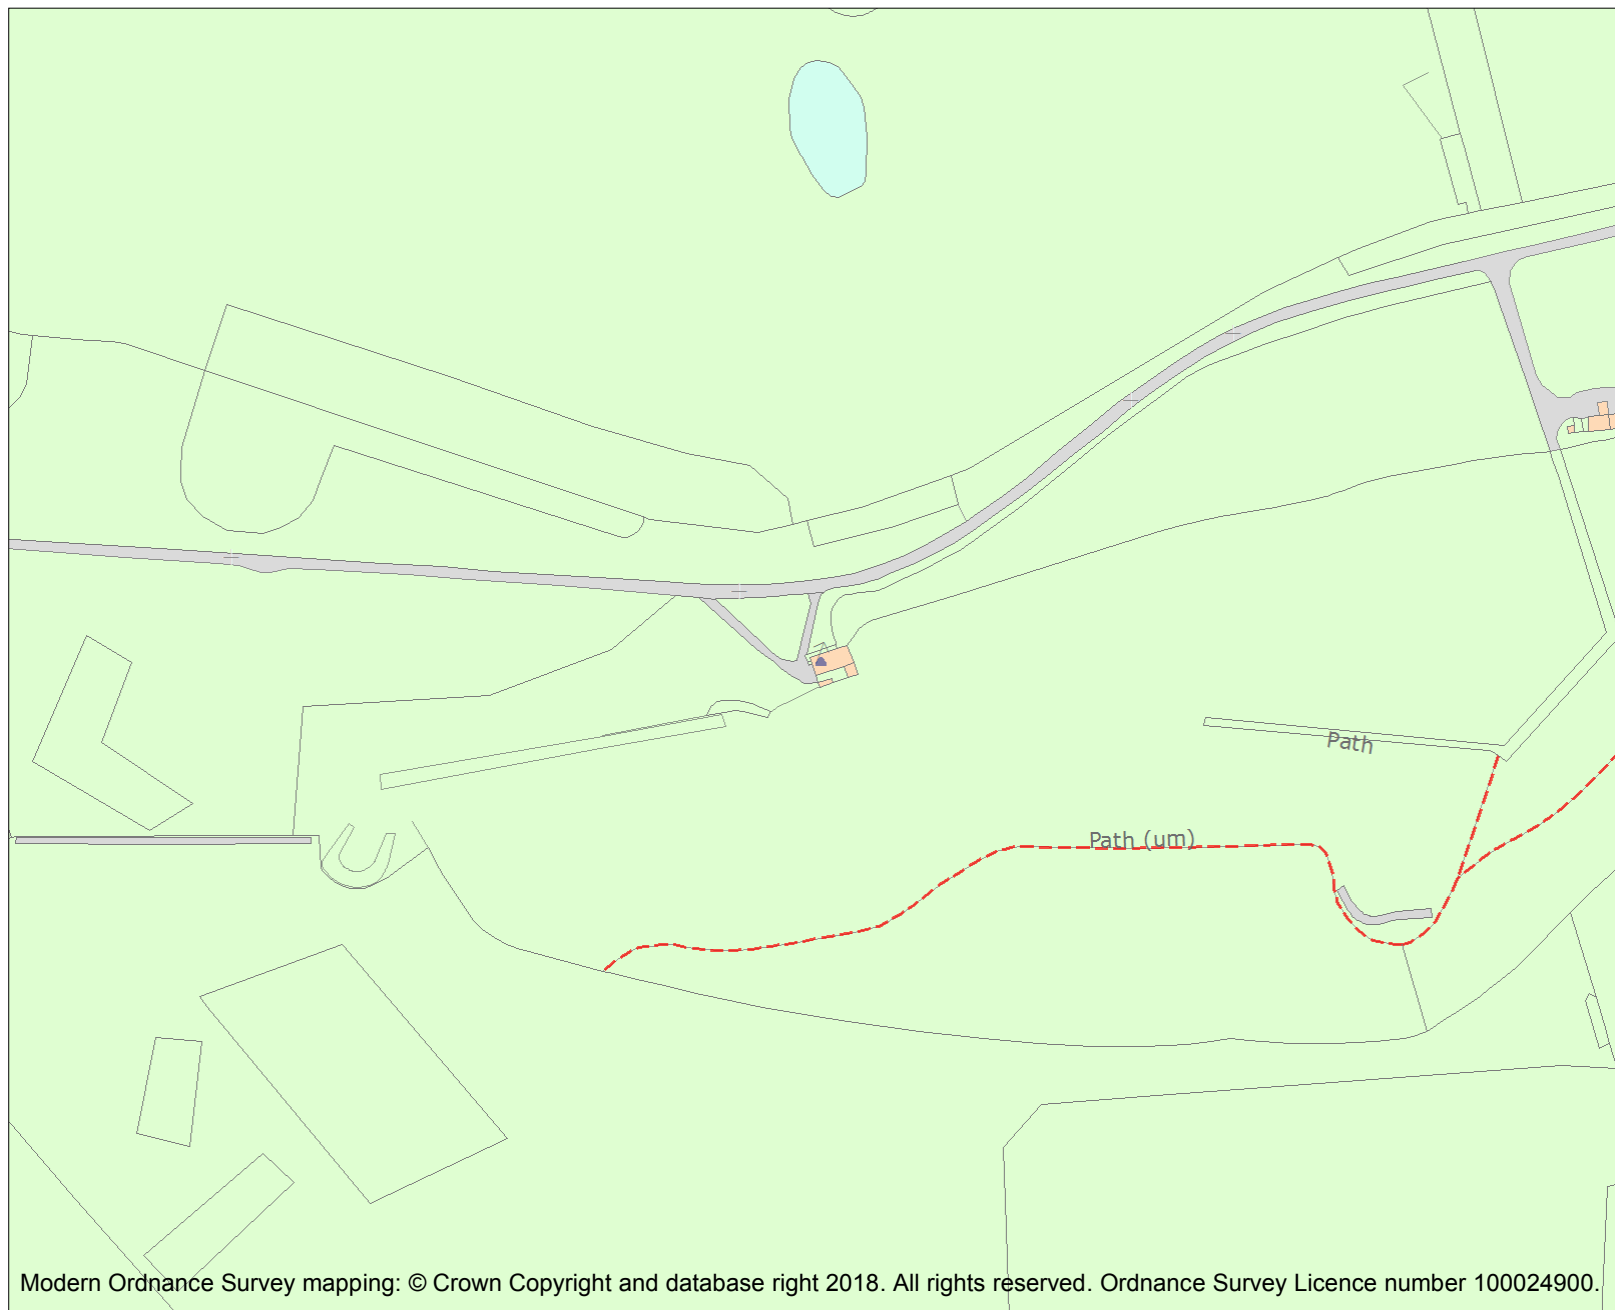 Path
Path (um)
Modern Ordnance Survey mapping: © Crown Copyright and database right 2018. All rights reserved. Ordnance Survey Licence number 100024900.